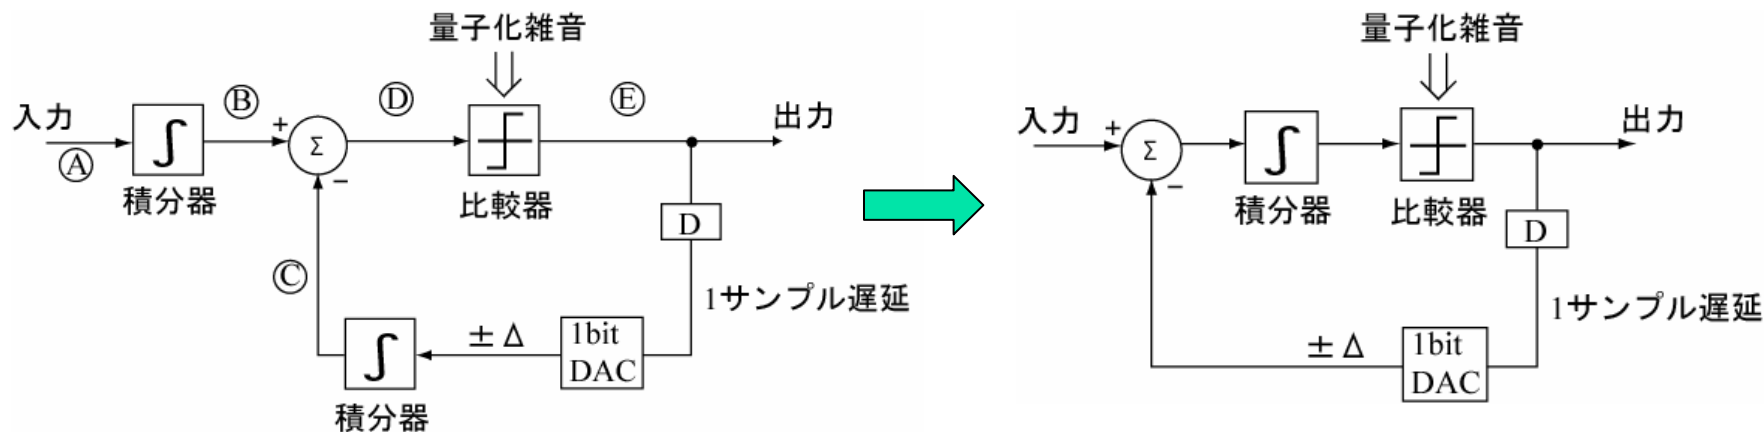 量子化雑音
入力
Ⓐ
∫
積分器
Ⓑ
+
Σ
−
Ⓓ
比較器
Ⓔ
出力
D
1サンプル遅延
Ⓒ
∫
積分器
±Δ
1bit
DAC
量子化雑音
入力
+
Σ
−
∫
積分器
比較器
出力
D
1サンプル遅延
±Δ
1bit
DAC